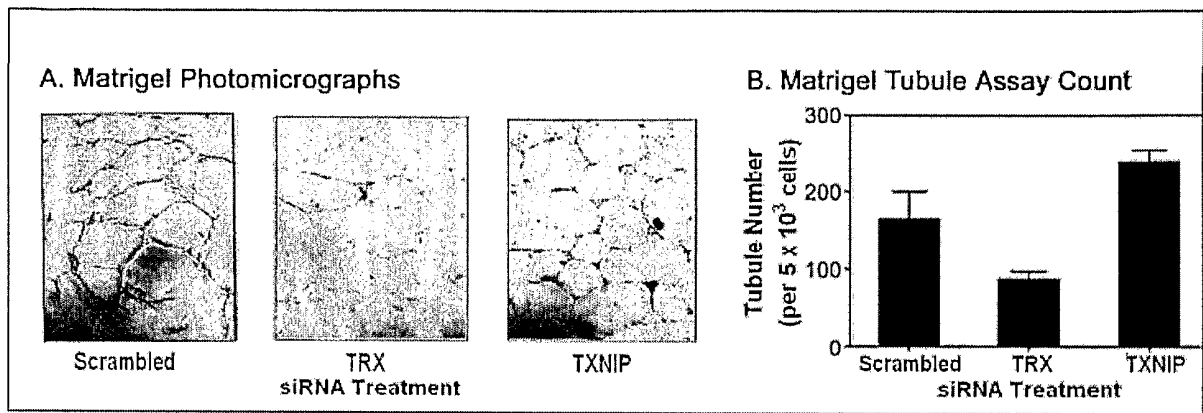 A. Matrigel Photomicrographs
Scrambled TRX TXNIP
siRNA Treatment
B. Matrigel Tubule Assay Count
Tubule Number
(per 5 x 10³ cells)
300
200
100
0
Scrambled TRX TXNIP
siRNA Treatment